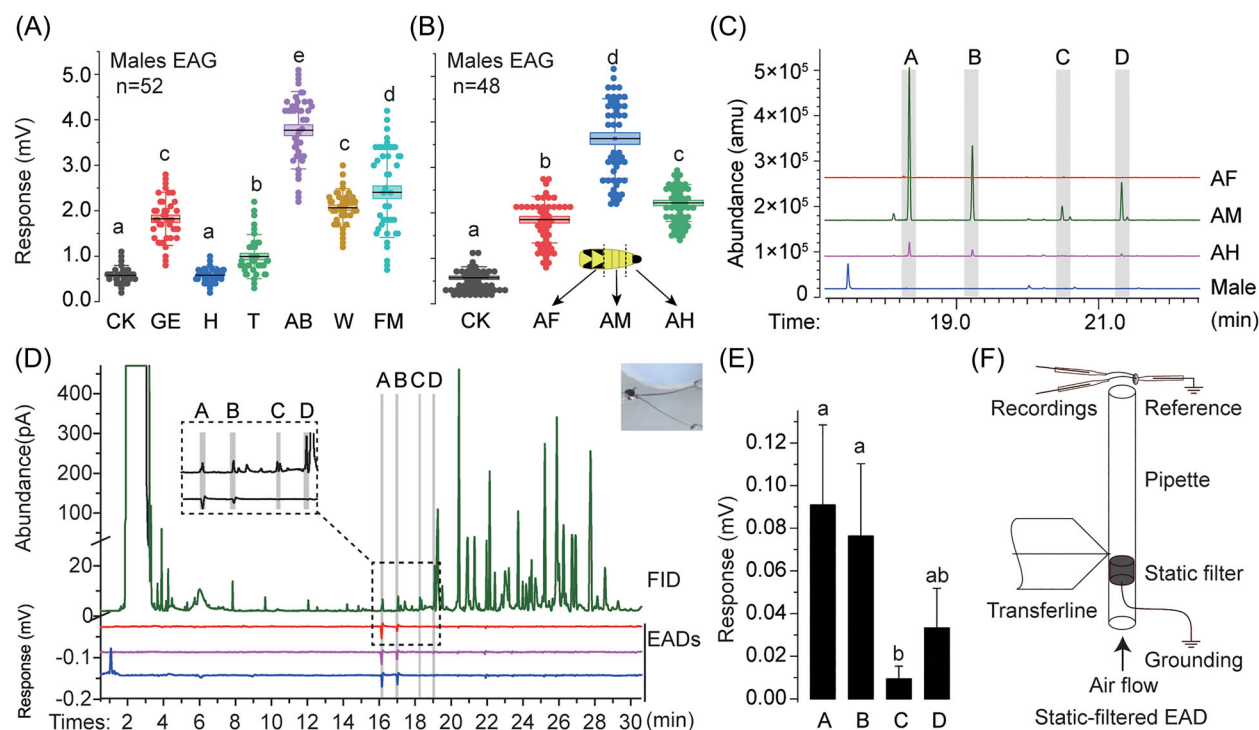 (A)
Males EAG
n=52
Response (mV)
5.0
4.0
3.0
2.0
1.0
0.0
a
c
a
b
e
c
d
CK GE H T AB W FM
(B)
Males EAG
n=48
a
b
d
c
CK AF AM AH
(C)
A B C D
Abundance (amu)
5×10⁵
4×10⁵
3×10⁵
2×10⁵
1×10⁵
0
AF
AM
AH
Male
Time: 19.0 21.0 (min)
(D)
Abundance(pA)
400
300
200
100
20
0
A B C D
A B C D
FID
EADs
Response (mV)
-0.1
-0.2
Times: 2 4 6 8 10 12 14 16 18 20 22 24 26 28 30 (min)
(E)
Response (mV)
0.12
0.10
0.08
0.06
0.04
0.02
0.00
a
a
b
ab
A B C D
(F)
Recordings Reference
Pipette
Static filter
Transferline
Grounding
Air flow
Static-filtered EAD